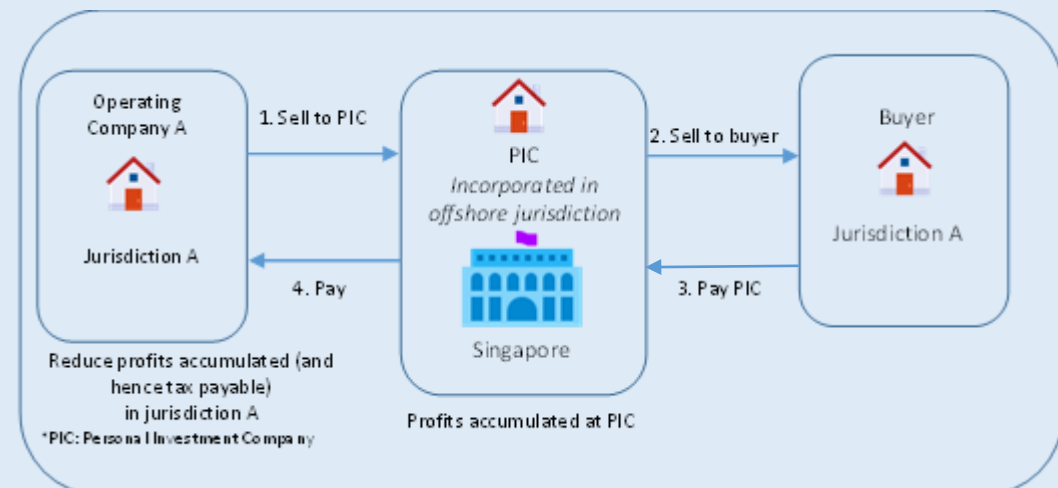 Operating
Company A
Jurisdiction A
Reduce profits accumulated (and
hence tax payable)
in jurisdiction A
*PIC: Personal Investment Company
1. Sell to PIC
4. Pay
PIC
Incorporated in
offshore jurisdiction
Singapore
Profits accumulated at PIC
2. Sell to buyer
3. Pay PIC
Buyer
Jurisdiction A